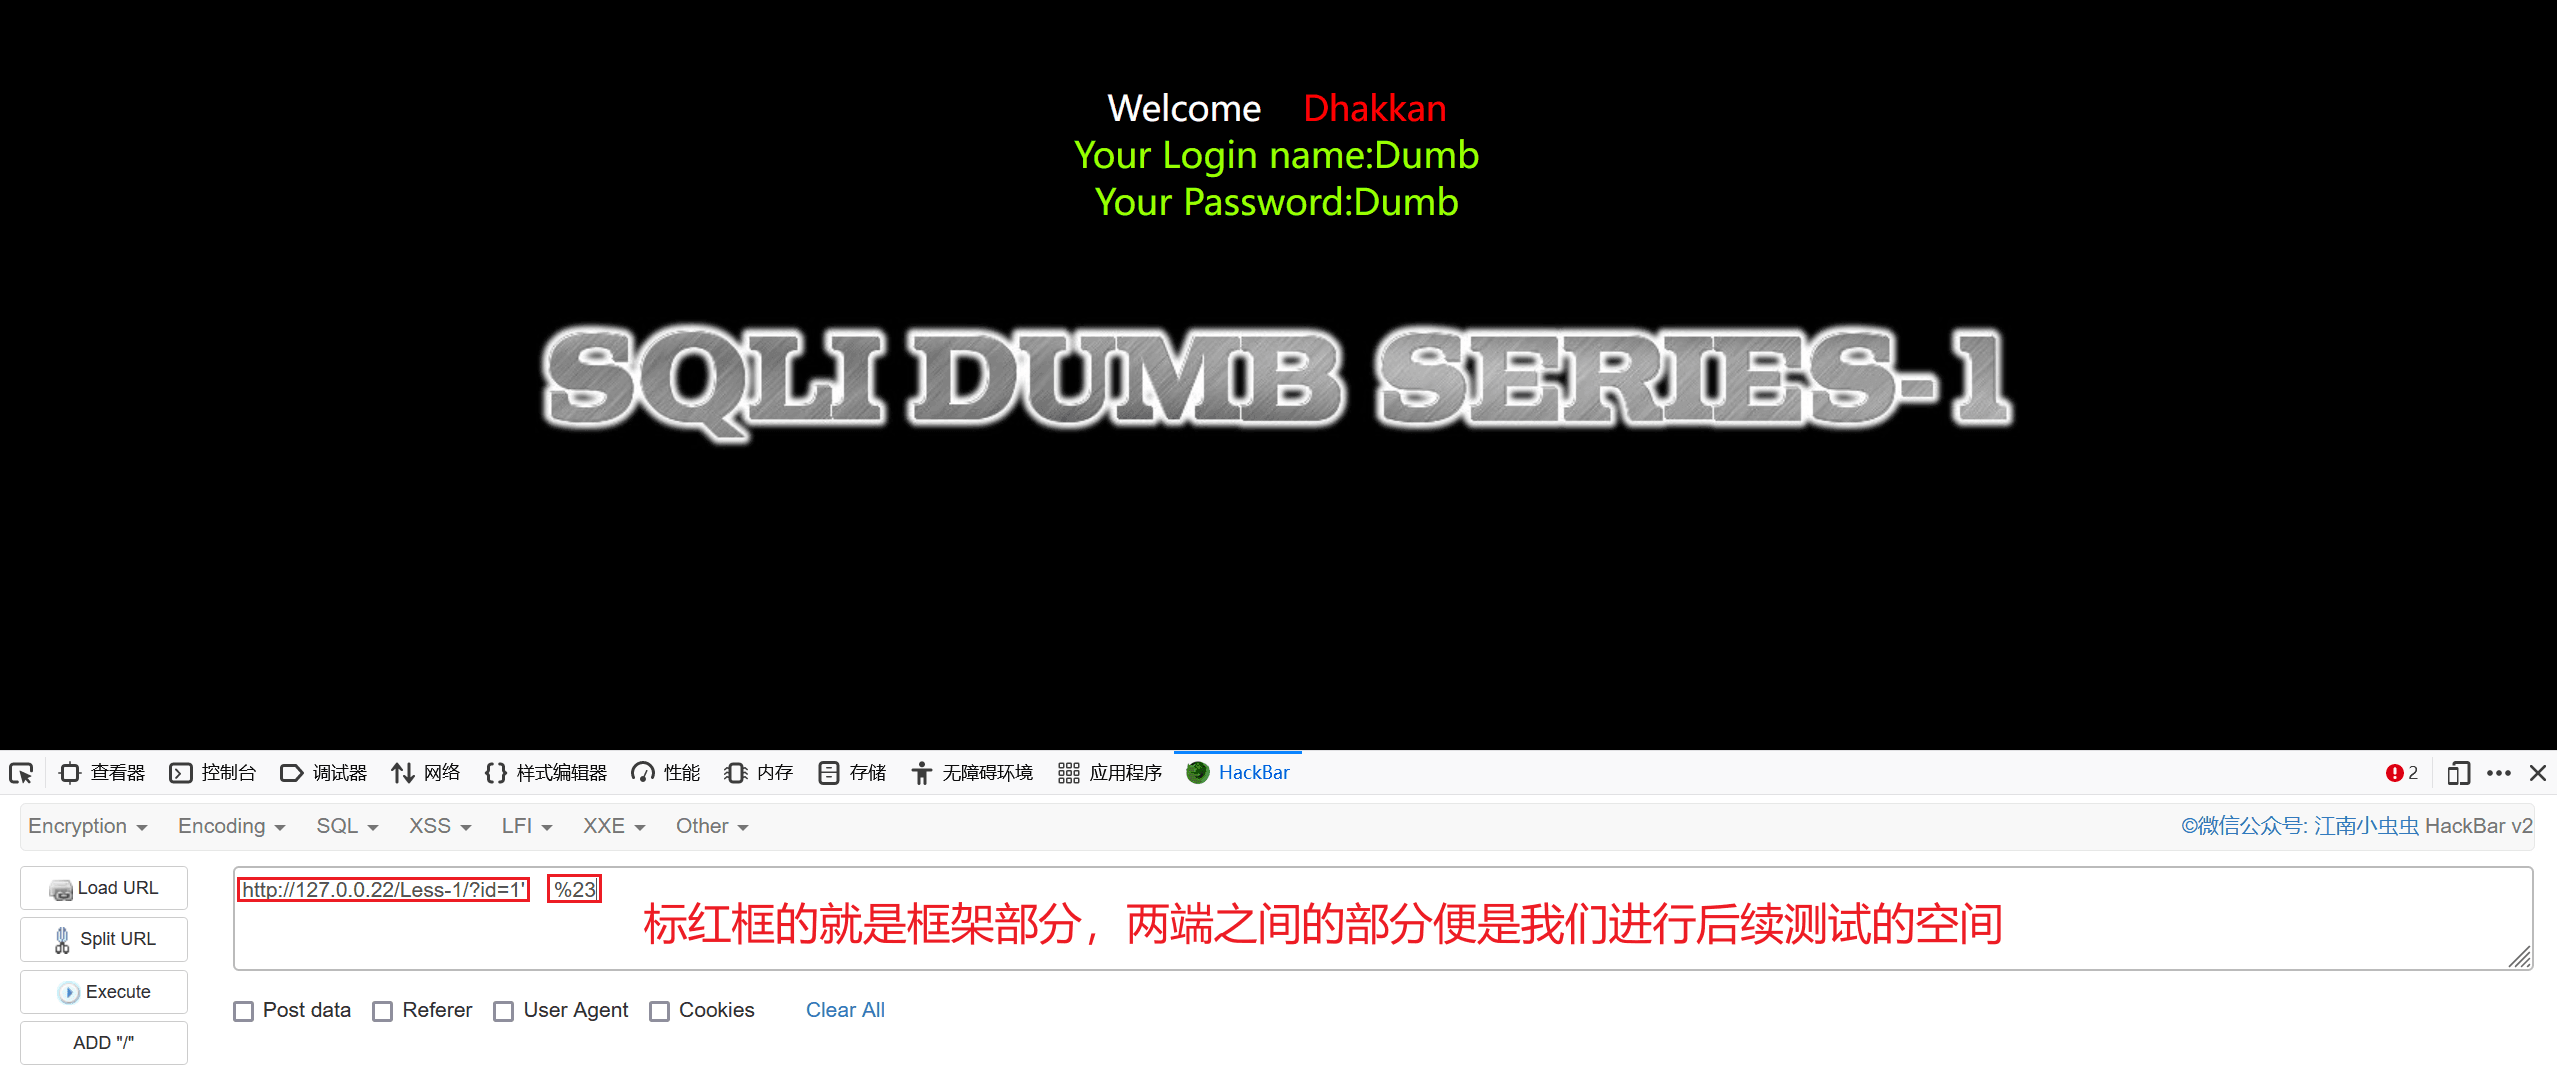 Welcome Dhakkan
Your Login name:Dumb
Your Password:Dumb
SQLI DUMB SERIES-1
查看器 控制台 调试器 网络 样式编辑器 性能 内存 存储 无障碍环境 应用程序 HackBar 2
Encryption Encoding SQL XSS LFI XXE Other ©微信公众号: 江南小虫虫 HackBar v2
Load URL
Split URL
Execute
ADD "/"
http://127.0.0.22/Less-1/?id=1' %23
标红框的就是框架部分，两端之间的部分便是我们进行后续测试的空间
Post data Referer User Agent Cookies Clear All